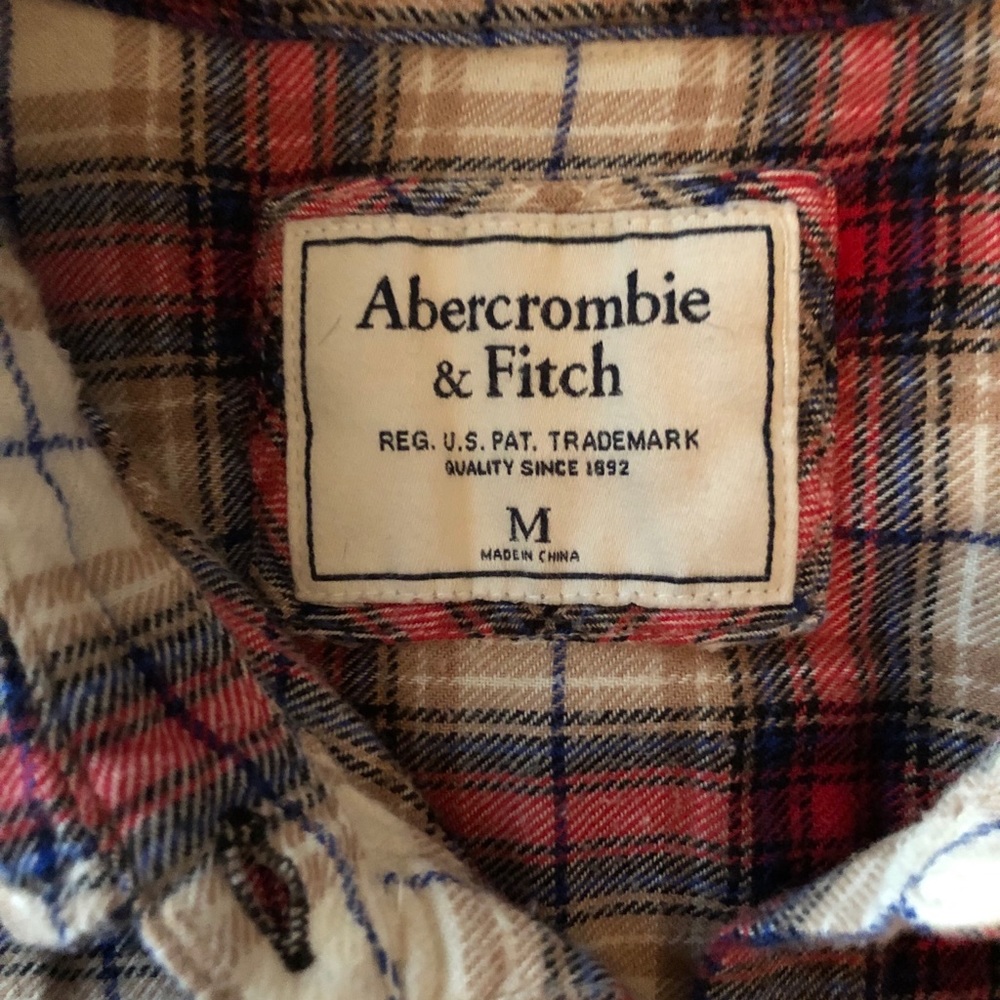 Abercrombie
& Fitch
REG. U.S. PAT. TRADEMARK
QUALITY SINCE 1892
M
MADE IN CHINA